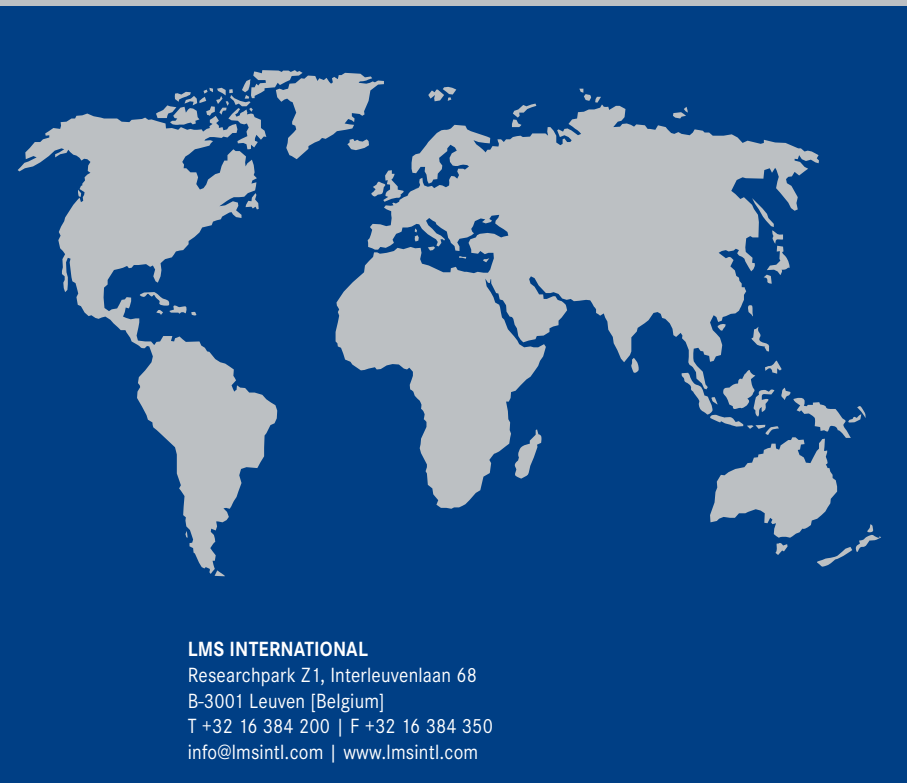 LMS INTERNATIONAL
Researchpark Z1, Interleuvenlaan 68
B-3001 Leuven [Belgium]
T +32 16 384 200 | F +32 16 384 350
info@lmsintl.com | www.lmsintl.com